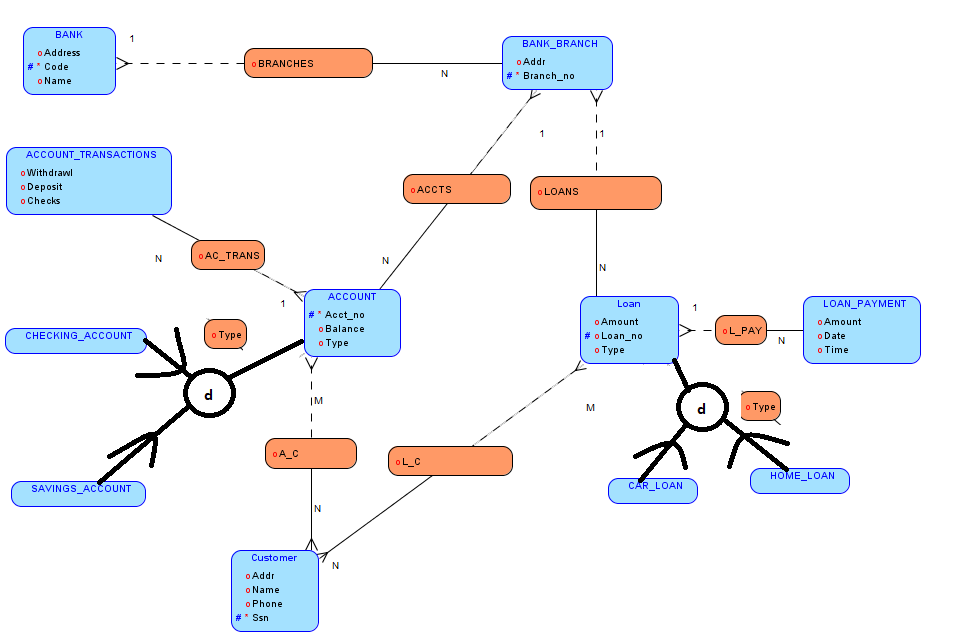 BANK
o Address
# * Code
o Name
1
o BRANCHES
N
BANK_BRANCH
o Addr
# * Branch_no
ACCOUNT_TRANSACTIONS
o Withdrawl
o Deposit
o Checks
1
1
o ACCTS
o LOANS
N
o AC_TRANS
N
N
1
ACCOUNT
# * Acct_no
o Balance
o Type
Loan
o Amount
# * Loan_no
o Type
1
o L_PAY
N
LOAN_PAYMENT
o Amount
o Date
o Time
CHECKING_ACCOUNT
o Type
d
M
M
d
o Type
o A_C
o L_C
SAVINGS_ACCOUNT
CAR_LOAN
HOME_LOAN
N
N
Customer
o Addr
o Name
o Phone
# * Ssn